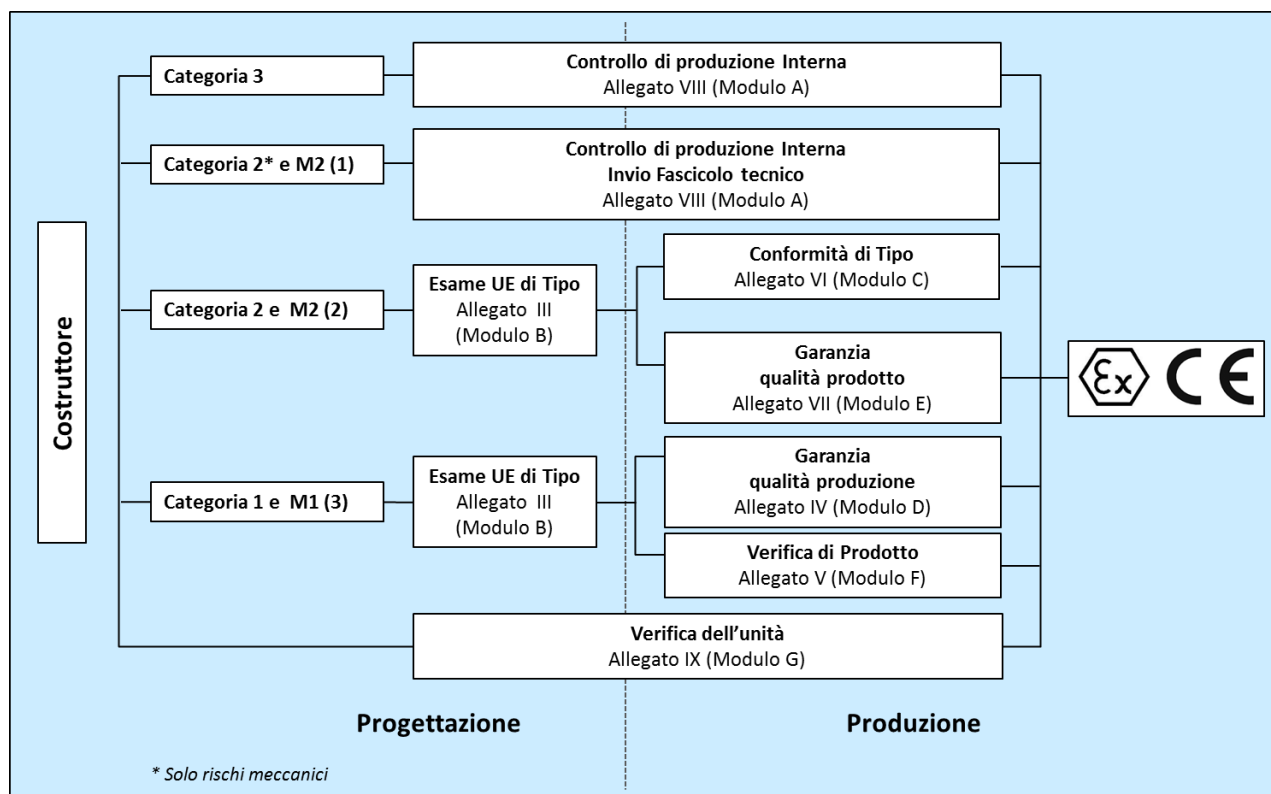 Costruttore
Categoria 3
Controllo di produzione Interna
Allegato VIII (Modulo A)
Categoria 2* e M2 (1)
Controllo di produzione Interna
Invio Fascicolo tecnico
Allegato VIII (Modulo A)
Categoria 2 e M2 (2)
Esame UE di Tipo
Allegato III
(Modulo B)
Conformità di Tipo
Allegato VI (Modulo C)
Garanzia
qualità prodotto
Allegato VII (Modulo E)
Categoria 1 e M1 (3)
Esame UE di Tipo
Allegato III
(Modulo B)
Garanzia
qualità produzione
Allegato IV (Modulo D)
Verifica di Prodotto
Allegato V (Modulo F)
Verifica dell’unità
Allegato IX (Modulo G)
Ex CE
Progettazione
Produzione
* Solo rischi meccanici